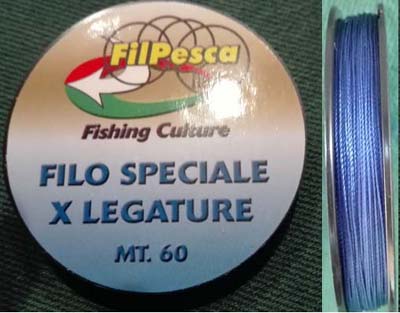 FilPesca
Fishing Culture
FILO SPECIALE
X LEGATURE
MT. 60